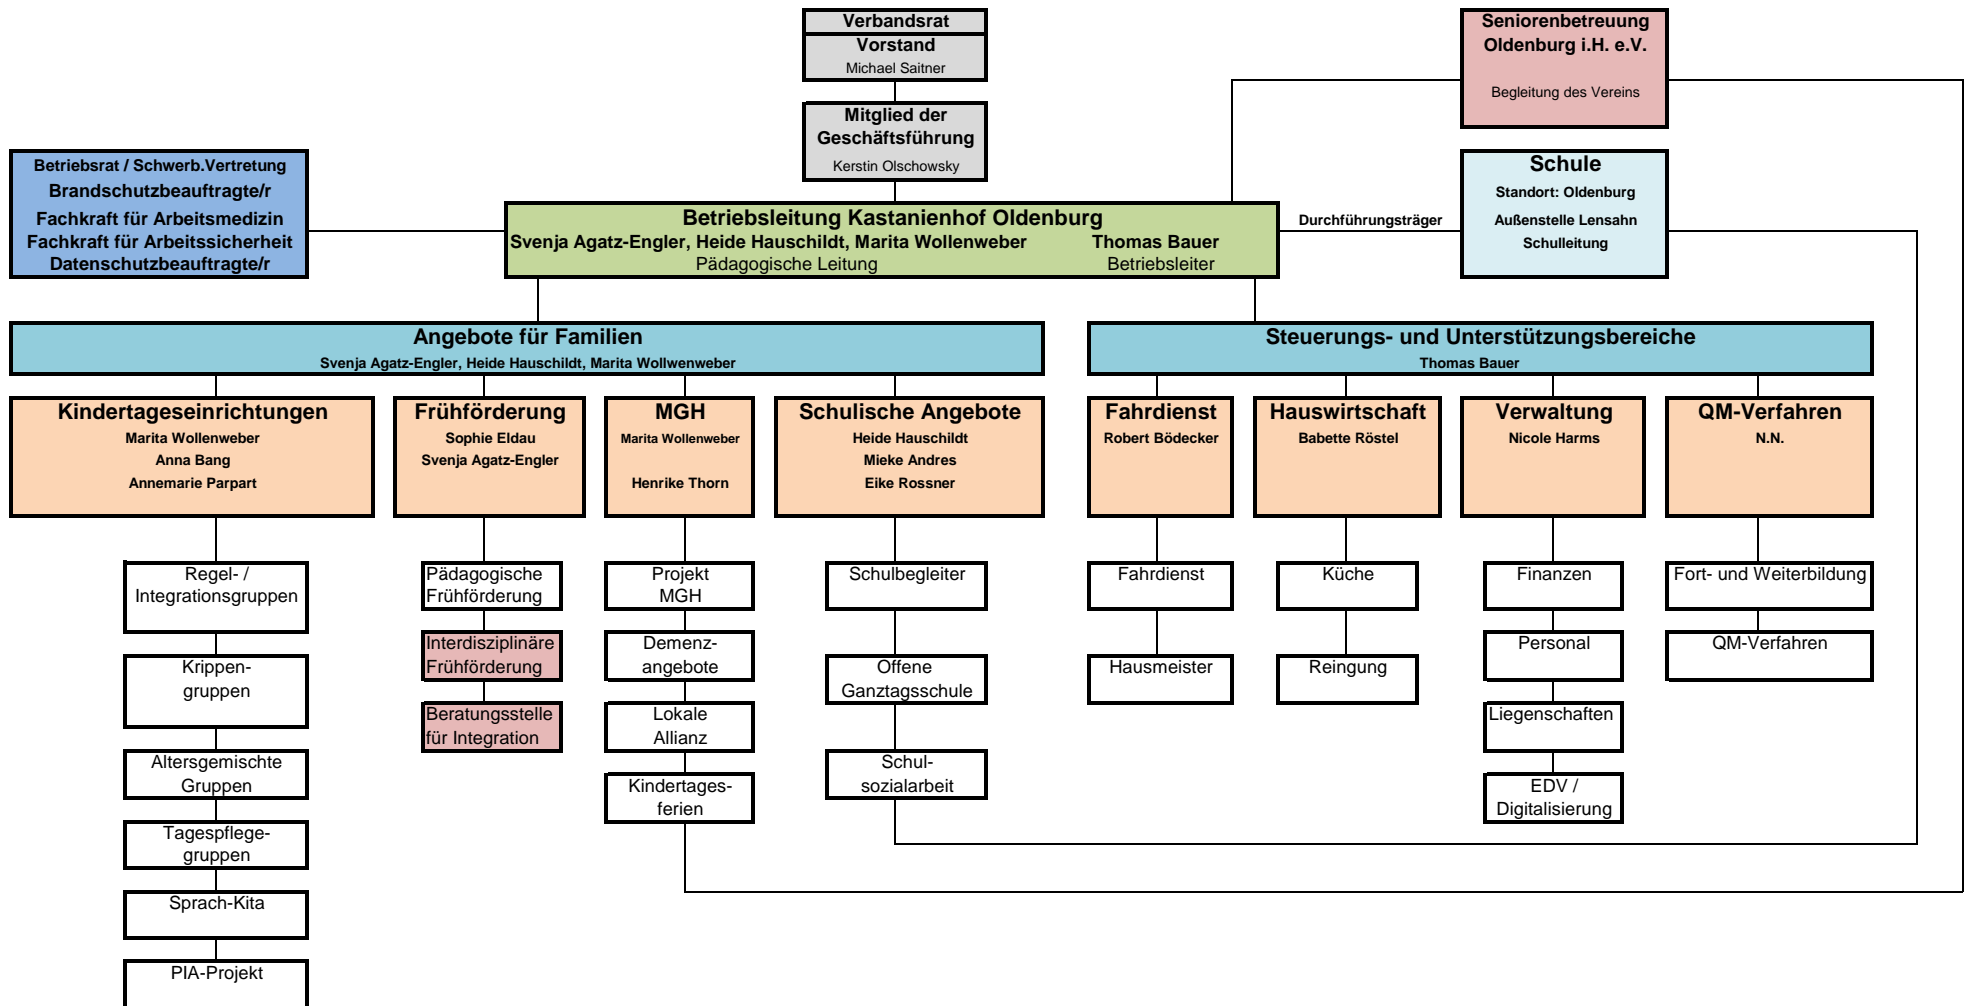 Verbandsrat
Vorstand
Michael Saitner
Mitglied der
Geschäftsführung
Kerstin Olschowsky
Seniorenbetreuung
Oldenburg i.H. e.V.
Begleitung des Vereins
Betriebsrat / Schwerb.Vertretung
Brandschutzbeauftragte/r
Fachkraft für Arbeitsmedizin
Fachkraft für Arbeitssicherheit
Datenschutzbeauftragte/r
Betriebsleitung Kastanienhof Oldenburg
Svenja Agatz-Engler, Heide Hauschildt, Marita Wollenweber Thomas Bauer
Pädagogische Leitung Betriebsleiter
Durchführungsträger
Schule
Standort: Oldenburg
Außenstelle Lensahn
Schulleitung
Angebote für Familien
Svenja Agatz-Engler, Heide Hauschildt, Marita Wollwenweber
Steuerungs- und Unterstützungsbereiche
Thomas Bauer
Kindertageseinrichtungen
Marita Wollenweber
Anna Bang
Annemarie Parpart
Frühförderung
Sophie Eldau
Svenja Agatz-Engler
MGH
Marita Wollenweber
Henrike Thorn
Schulische Angebote
Heide Hauschildt
Mieke Andres
Eike Rossner
Fahrdienst
Robert Bödecker
Hauswirtschaft
Babette Röstel
Verwaltung
Nicole Harms
QM-Verfahren
N.N.
Regel- /
Integrationsgruppen
Krippen-
gruppen
Altersgemischte
Gruppen
Tagespflege-
gruppen
Sprach-Kita
PIA-Projekt
Pädagogische
Frühförderung
Interdisziplinäre
Frühförderung
Beratungsstelle
für Integration
Projekt
MGH
Demenz-
angebote
Lokale
Allianz
Kindertages-
ferien
Schulbegleiter
Offene
Ganztagsschule
Schul-
sozialarbeit
Fahrdienst
Hausmeister
Küche
Reingung
Finanzen
Personal
Liegenschaften
EDV /
Digitalisierung
Fort- und Weiterbildung
QM-Verfahren